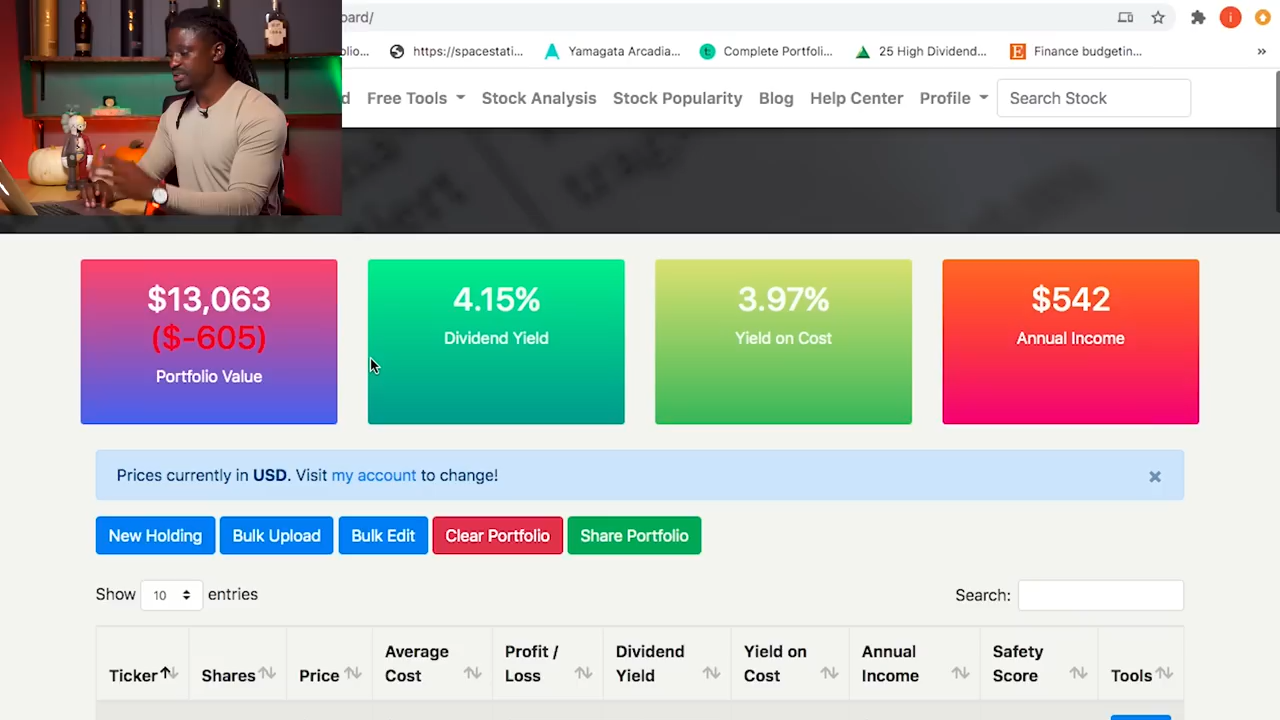 oard/
olio...
https://spacestati...
Yamagata Arcadia...
Complete Portfoli...
25 High Dividend...
Finance budgetin...
»
d
Free Tools
Stock Analysis
Stock Popularity
Blog
Help Center
Profile
Search Stock
$13,063
($-605)
Portfolio Value
4.15%
Dividend Yield
3.97%
Yield on Cost
$542
Annual Income
Prices currently in USD. Visit my account to change!
×
New Holding
Bulk Upload
Bulk Edit
Clear Portfolio
Share Portfolio
Show 10 entries
Search:
Ticker
Shares
Price
Average
Cost
Profit /
Loss
Dividend
Yield
Yield on
Cost
Annual
Income
Safety
Score
Tools